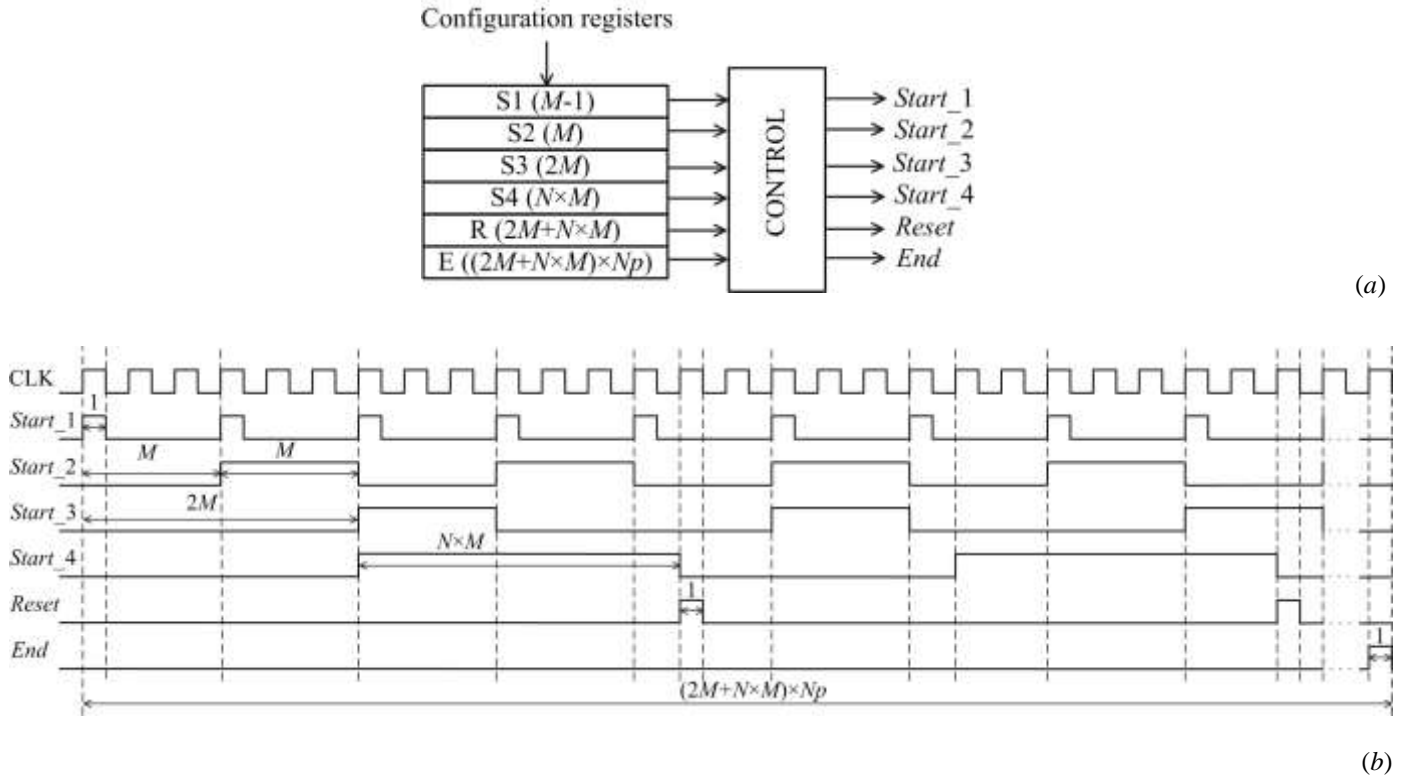 Configuration registers
S1 (M-1)
S2 (M)
S3 (2M)
S4 (N×M)
R (2M+N×M)
E ((2M+N×M)×Np)
CONTROL
Start_1
Start_2
Start_3
Start_4
Reset
End
(a)
CLK
1
Start_1
M M
Start_2
2M
Start_3
N×M
Start_4
1
Reset
1
End
(2M+N×M)×Np
(b)